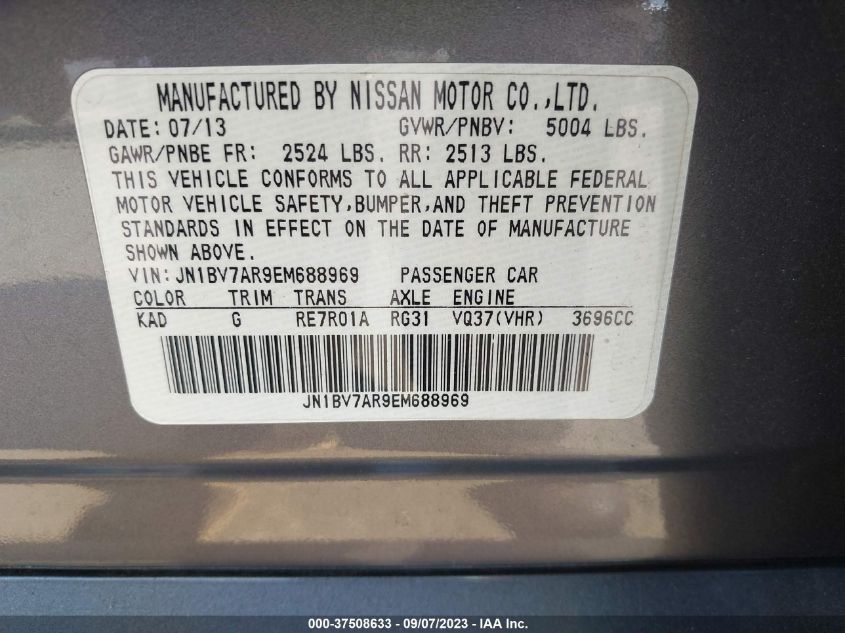 MANUFACTURED BY NISSAN MOTOR CO.,LTD.
DATE: 07/13 GVWR/PNBV: 5004 LBS.
GAWR/PNBE FR: 2524 LBS. RR: 2513 LBS.
THIS VEHICLE CONFORMS TO ALL APPLICABLE FEDERAL
MOTOR VEHICLE SAFETY,BUMPER,AND THEFT PREVENTION
STANDARDS IN EFFECT ON THE DATE OF MANUFACTURE
SHOWN ABOVE.
VIN: JN1BV7AR9EM688969 PASSENGER CAR
COLOR TRIM TRANS AXLE ENGINE
KAD G RE7R01A RG31 VQ37(VHR) 3696CC
JN1BV7AR9EM688969
000-37508633 - 09/07/2023 - IAA Inc.